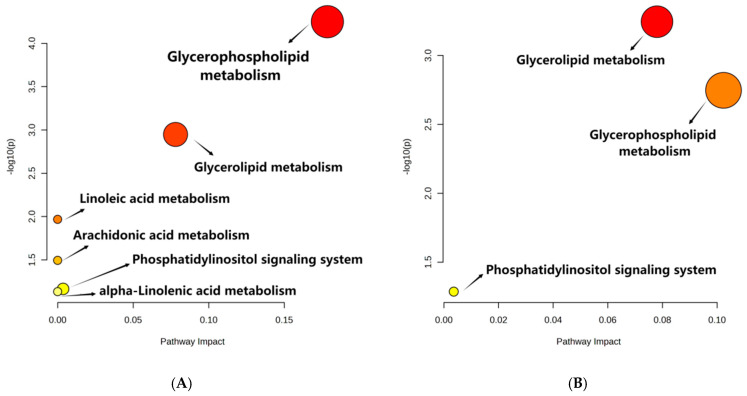 Glycerophospholipid
metabolism
Glycerolipid metabolism
Linoleic acid metabolism
Arachidonic acid metabolism
Phosphatidylinositol signaling system
alpha-Linolenic acid metabolism
-log10(p)
4.0
3.5
3.0
2.5
2.0
1.5
0.00
0.05
0.10
0.15
Pathway Impact
(A)
Glycerolipid metabolism
Glycerophospholipid
metabolism
Phosphatidylinositol signaling system
-log10(p)
3.0
2.5
2.0
1.5
0.00
0.02
0.04
0.06
0.08
0.10
Pathway Impact
(B)